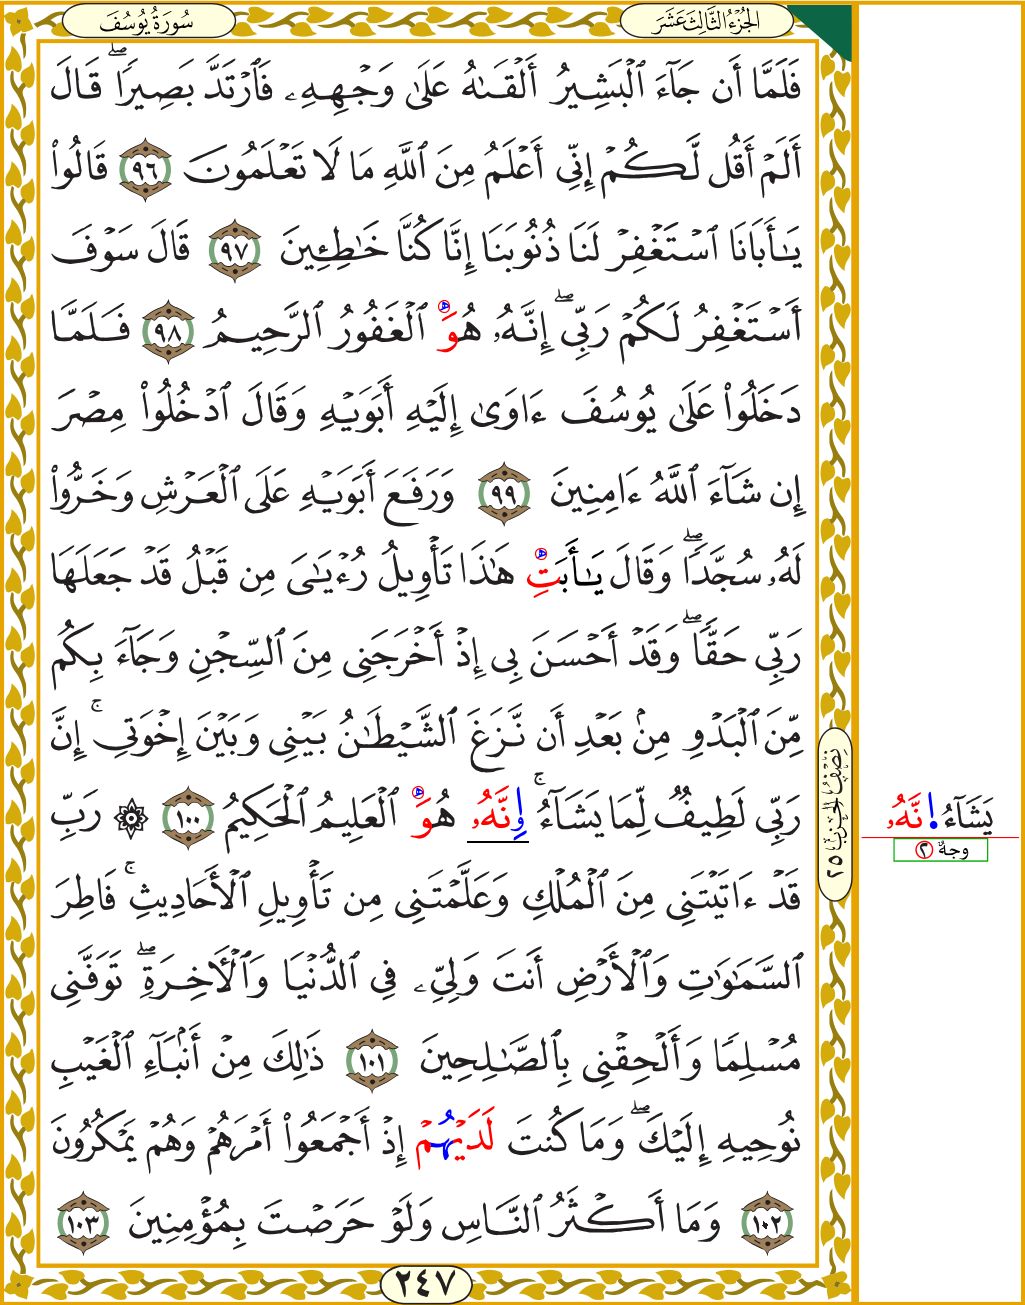 سُورَةُ يُوسُفَ
الجُزْءُ الثَّالِثَ عَشَرَ
فَلَمَّا أَن جَآءَ ٱلْبَشِيرُ أَلْقَىٰهُ عَلَىٰ وَجْهِهِۦ فَٱرْتَدَّ بَصِيرًاۖ قَالَ
أَلَمْ أَقُل لَّكُمْ إِنِّي أَعْلَمُ مِنَ ٱللَّهِ مَا لَا تَعْلَمُونَ ٩٦ قَالُوا۟
يَٰٓأَبَانَا ٱسْتَغْفِرْ لَنَا ذُنُوبَنَا إِنَّا كُنَّا خَٰطِـِٔينَ ٩٧ قَالَ سَوْفَ
أَسْتَغْفِرُ لَكُمْ رَبِّيۖ إِنَّهُۥ هُوَ ٱلْغَفُورُ ٱلرَّحِيمُ ٩٨ فَلَمَّا
دَخَلُوا۟ عَلَىٰ يُوسُفَ ءَاوَىٰ إِلَيْهِ أَبَوَيْهِ وَقَالَ ٱدْخُلُوا۟ مِصْرَ
إِن شَآءَ ٱللَّهُ ءَامِنِينَ ٩٩ وَرَفَعَ أَبَوَيْهِ عَلَى ٱلْعَرْشِ وَخَرُّوا۟
لَهُۥ سُجَّدًاۖ وَقَالَ يَٰٓأَبَتِ هَٰذَا تَأْوِيلُ رُءْيَٰىَ مِن قَبْلُ قَدْ جَعَلَهَا
رَبِّي حَقًّاۖ وَقَدْ أَحْسَنَ بِي إِذْ أَخْرَجَنِي مِنَ ٱلسِّجْنِ وَجَآءَ بِكُم
مِّنَ ٱلْبَدْوِ مِنۢ بَعْدِ أَن نَّزَغَ ٱلشَّيْطَٰنُ بَيْنِي وَبَيْنَ إِخْوَتِيۚ إِنَّ
رَبِّي لَطِيفٌ لِّمَا يَشَآءُۚ إِنَّهُۥ هُوَ ٱلْعَلِيمُ ٱلْحَكِيمُ ١٠٠ ۞ رَبِّ
قَدْ ءَاتَيْتَنِي مِنَ ٱلْمُلْكِ وَعَلَّمْتَنِي مِن تَأْوِيلِ ٱلْأَحَادِيثِۚ فَاطِرَ
ٱلسَّمَٰوَٰتِ وَٱلْأَرْضِ أَنتَ وَلِيِّۦ فِي ٱلدُّنْيَا وَٱلْأٓخِرَةِۖ تَوَفَّنِي
مُسْلِمًا وَأَلْحِقْنِي بِٱلصَّٰلِحِينَ ١٠١ ذَٰلِكَ مِنْ أَنۢبَآءِ ٱلْغَيْبِ
نُوحِيهِ إِلَيْكَۖ وَمَا كُنتَ لَدَيْهُمْ إِذْ أَجْمَعُوٓا۟ أَمْرَهُمْ وَهُمْ يَمْكُرُونَ
١٠٢ وَمَا أَكْثَرُ ٱلنَّاسِ وَلَوْ حَرَصْتَ بِمُؤْمِنِينَ ١٠٣
نِصْفُ الحِزْبِ ٢٥
يَشَآءُ اِ نَّهُۥ
وجهٌ ٢
٢٤٧